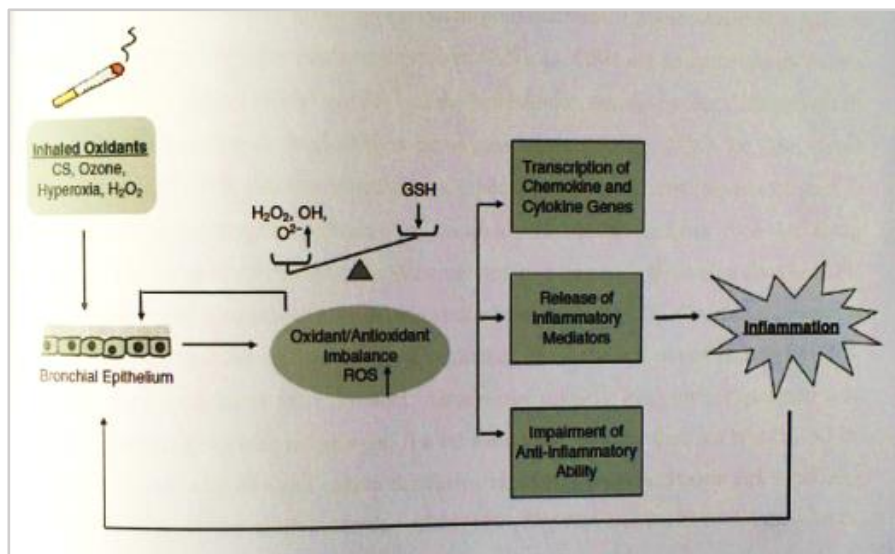 Inhaled Oxidants
CS, Ozone,
Hyperoxia, H₂O₂
H₂O₂, OH,
O²⁻
GSH
Bronchial Epithelium
Oxidant/Antioxidant
Imbalance
ROS
Transcription of
Chemokine and
Cytokine Genes
Release of
Inflammatory
Mediators
Impairment of
Anti-Inflammatory
Ability
Inflammation